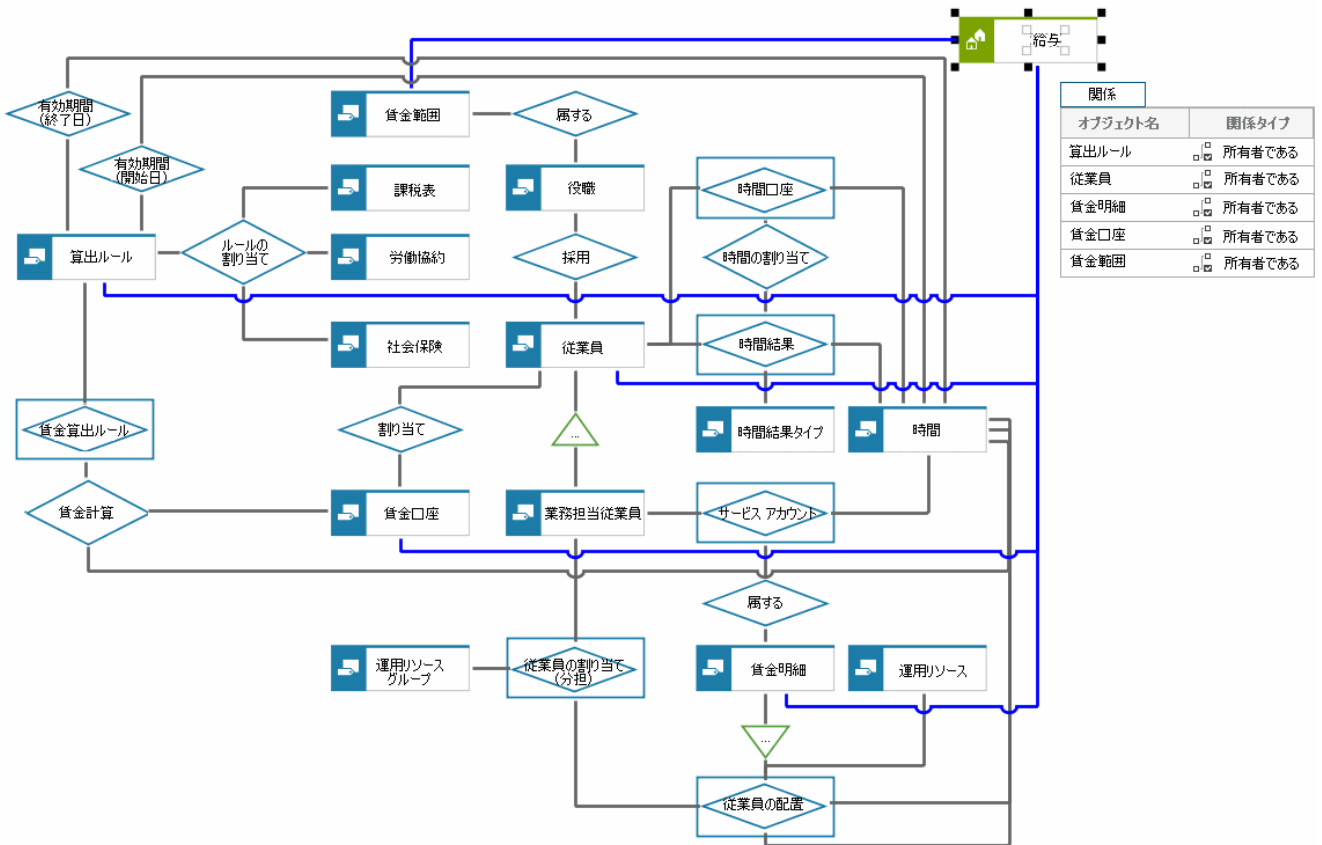 給与
有効期間
(終了日)
賃金範囲
属する
関係
オブジェクト名
関係タイプ
算出ルール
所有者である
従業員
所有者である
賃金明細
所有者である
賃金口座
所有者である
賃金範囲
所有者である
有効期間
(開始日)
課税表
役職
時間口座
算出ルール
ルールの
割り当て
労働協約
採用
時間の割り当て
社会保険
従業員
時間結果
賃金算出ルール
割り当て
...
時間結果タイプ
時間
賃金計算
賃金口座
業務担当従業員
サービス アカウント
属する
運用リソース
グループ
従業員の割り当て
(分担)
賃金明細
運用リソース
...
従業員の配置